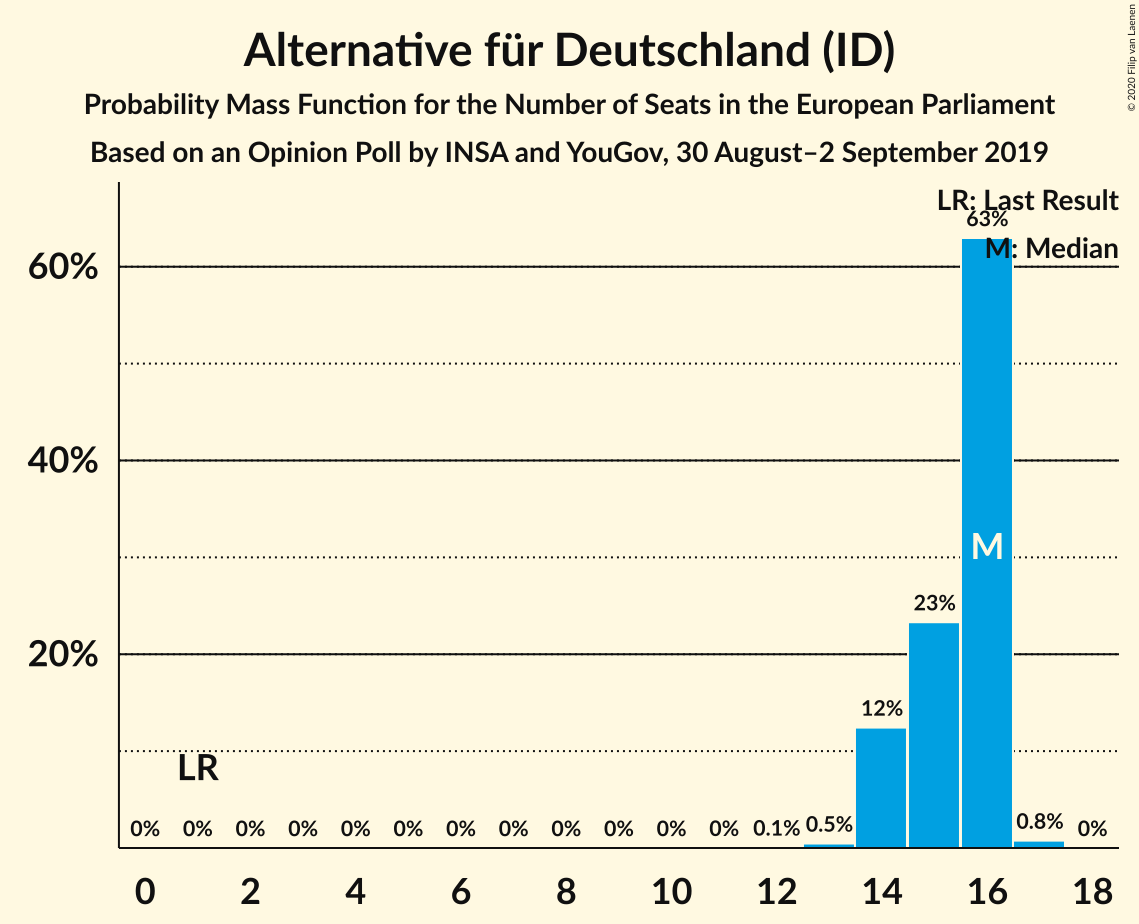 Alternative für Deutschland (ID)
Probability Mass Function for the Number of Seats in the European Parliament
Based on an Opinion Poll by INSA and YouGov, 30 August–2 September 2019
© 2020 Filip van Laenen
LR: Last Result
M: Median
63%
60%
40%
M
23%
20%
12%
LR
0% 0% 0% 0% 0% 0% 0% 0% 0% 0% 0% 0% 0.1% 0.5% 0.8% 0%
0 2 4 6 8 10 12 14 16 18